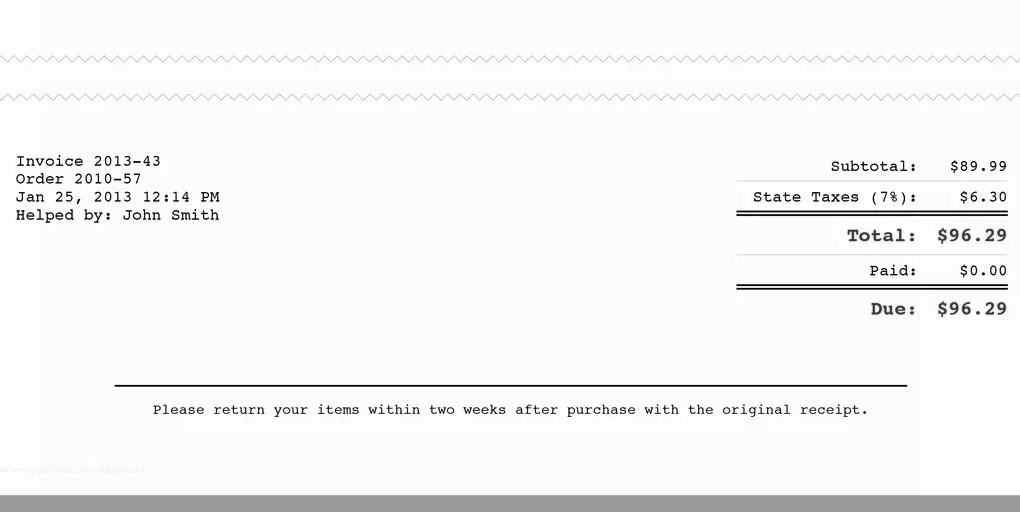 Invoice 2013-43
Order 2010-57
Jan 25, 2013 12:14 PM
Helped by: John Smith
Subtotal: $89.99
State Taxes (7%): $6.30
Total: $96.29
Paid: $0.00
Due: $96.29
Please return your items within two weeks after purchase with the original receipt.